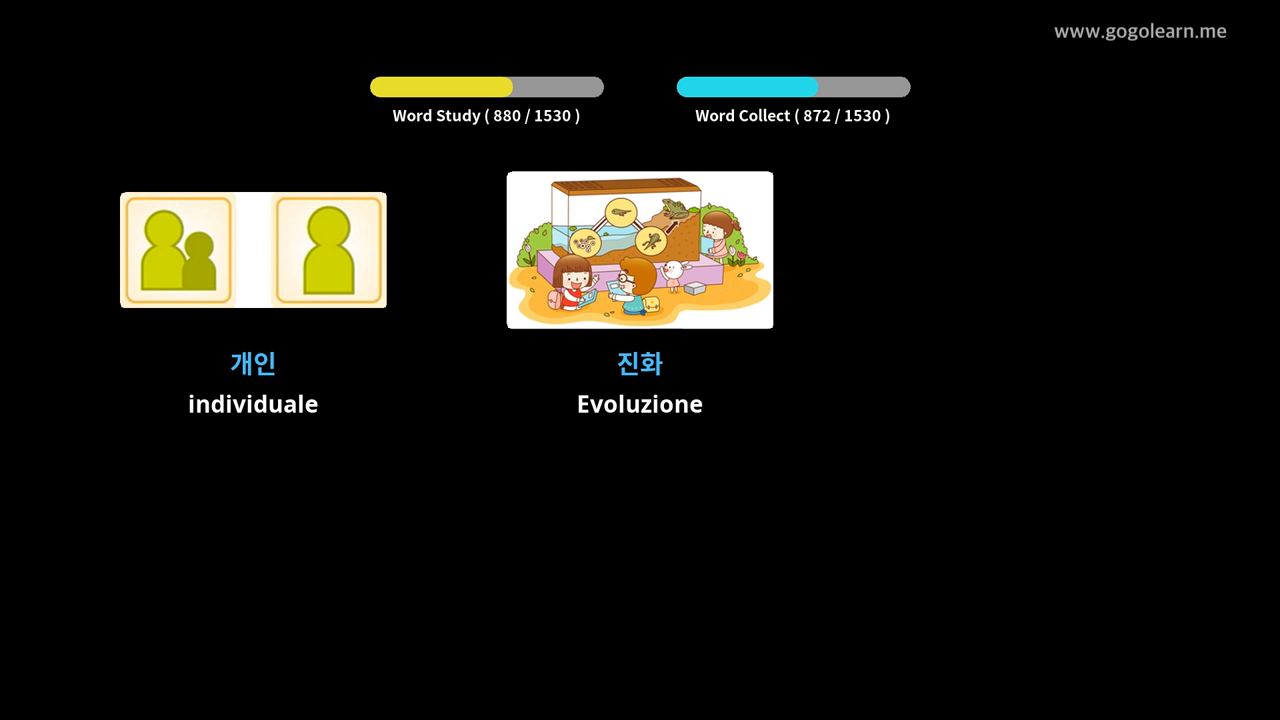 www.gogolearn.me
Word Study ( 880 / 1530 )
Word Collect ( 872 / 1530 )
개인
individuale
진화
Evoluzione